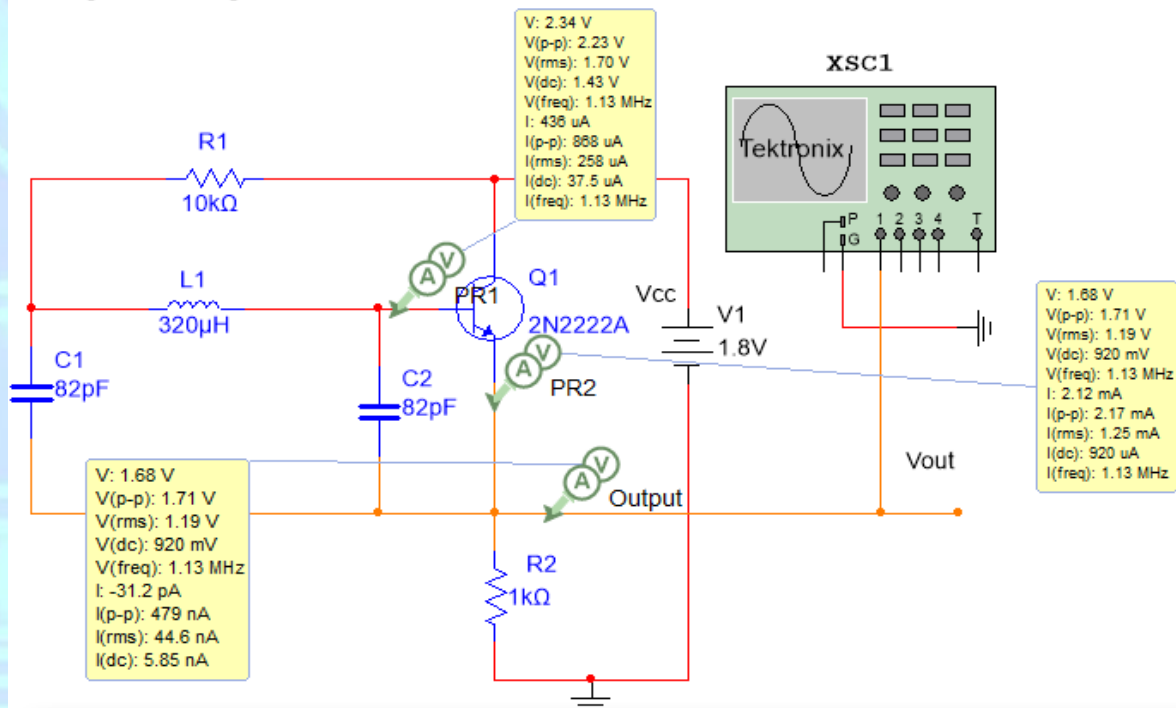 V: 2.34 V
V(p-p): 2.23 V
V(rms): 1.70 V
V(dc): 1.43 V
V(freq): 1.13 MHz
I: 436 uA
I(p-p): 868 uA
I(rms): 258 uA
I(dc): 37.5 uA
I(freq): 1.13 MHz
XSC1
Tektronix
P
G
1 2 3 4 T
R1
10kΩ
L1
320µH
A V
PR1
Q1
2N2222A
Vcc
V1
1.8V
C1
82pF
C2
82pF
A V
PR2
V: 1.68 V
V(p-p): 1.71 V
V(rms): 1.19 V
V(dc): 920 mV
V(freq): 1.13 MHz
I: 2.12 mA
I(p-p): 2.17 mA
I(rms): 1.25 mA
I(dc): 920 uA
I(freq): 1.13 MHz
V: 1.68 V
V(p-p): 1.71 V
V(rms): 1.19 V
V(dc): 920 mV
V(freq): 1.13 MHz
I: -31.2 pA
I(p-p): 479 nA
I(rms): 44.6 nA
I(dc): 5.85 nA
A V
Output
Vout
R2
1kΩ